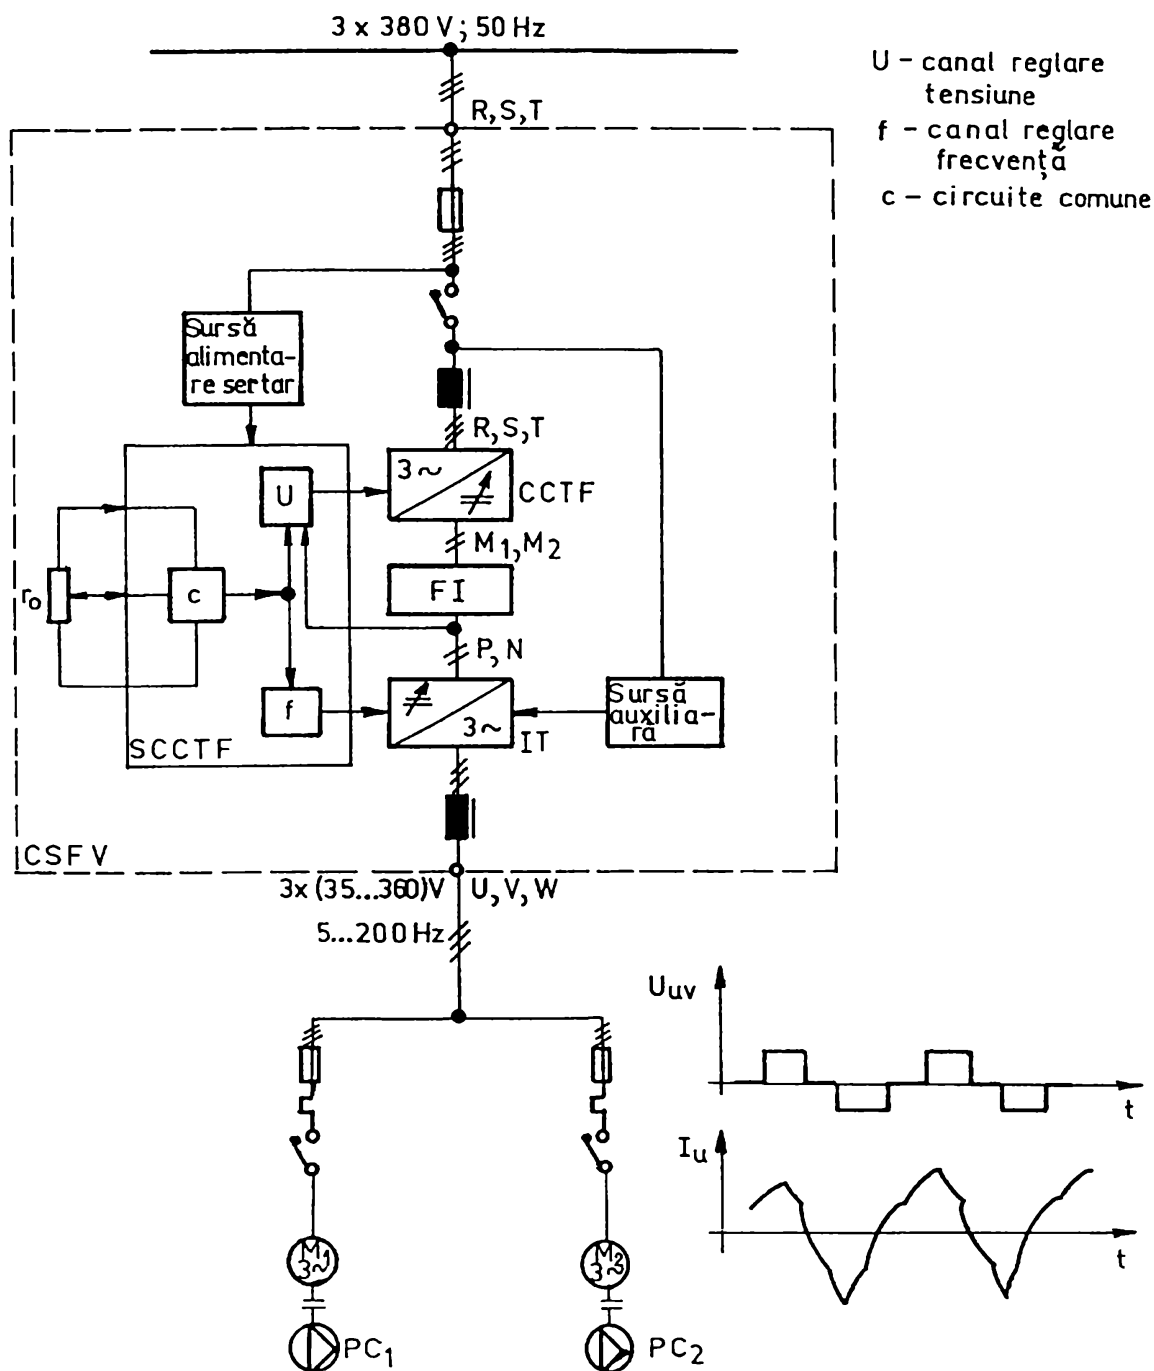 3 x 380 V ; 50 Hz
U - canal reglare
tensiune
f - canal reglare
frecvență
c - circuite comune
R, S, T
Sursă
alimenta-
re sertar
R, S, T
3 ~
CCTF
U
M1, M2
FI
r0
c
P, N
f
3 ~
IT
Sursă
auxilia-
ră
SCCTF
CSFV
3x (35...360)V
U, V, W
5...200 Hz
Uuv
t
Iu
t
M1
3~
M2
3~
PC1
PC2